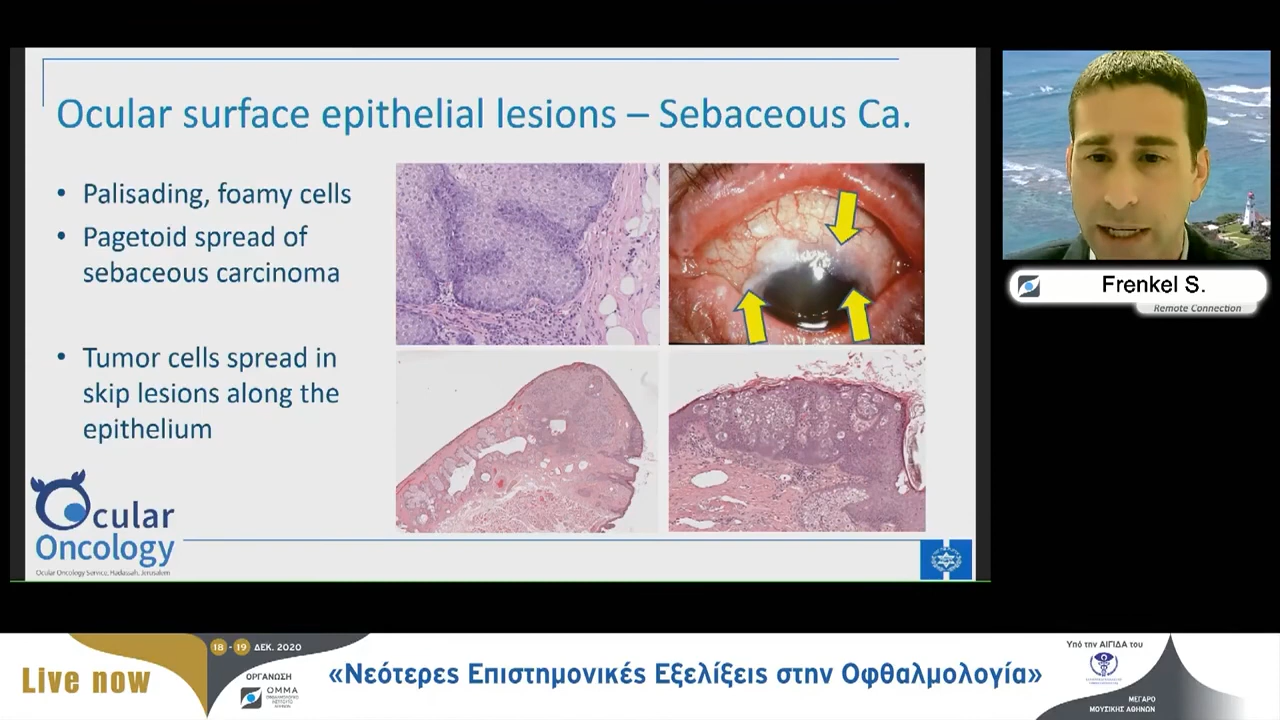 Ocular surface epithelial lesions – Sebaceous Ca.
• Palisading, foamy cells
• Pagetoid spread of
sebaceous carcinoma
• Tumor cells spread in
skip lesions along the
epithelium
Ocular
Oncology
Ocular Oncology Service, Hadassah, Jerusalem
Frenkel S.
Remote Connection
Live now
18 - 19 ΔΕΚ. 2020
ΟΡΓΑΝΩΣΗ
ΟΜΜΑ
«Νεότερες Επιστημονικές Εξελίξεις στην Οφθαλμολογία»
Υπό την ΑΙΓΙΔΑ του
ΜΕΓΑΡΟ
ΜΟΥΣΙΚΗΣ ΑΘΗΝΩΝ